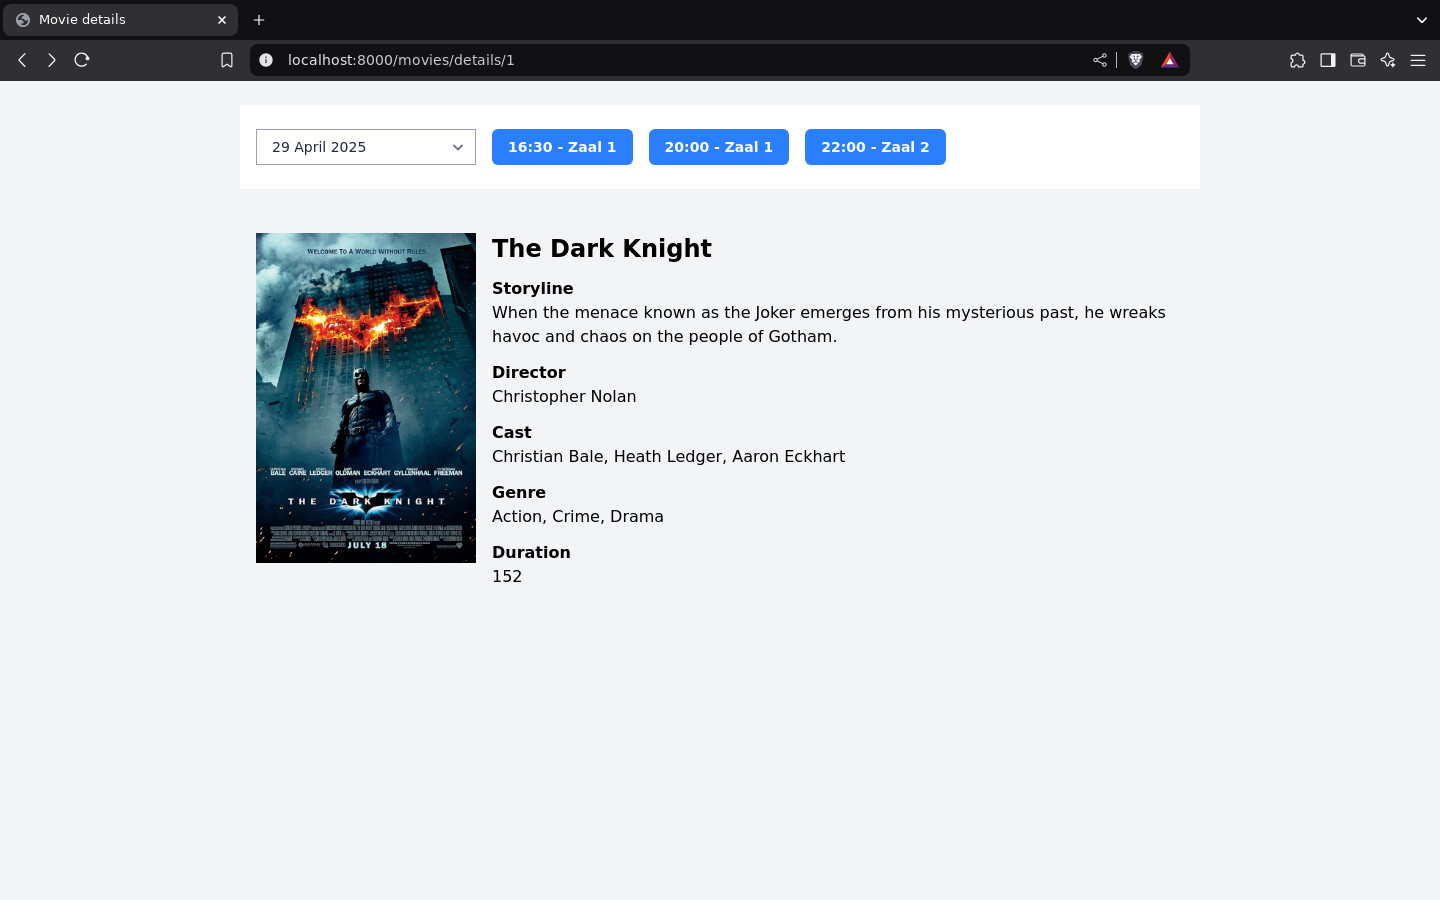 Movie details
localhost:8000/movies/details/1
29 April 2025
16:30 - Zaal 1
20:00 - Zaal 1
22:00 - Zaal 2
WELCOME TO A WORLD WITHOUT RULES.
BALE CAINE LEDGER OLDMAN ECKHART GYLLENHAAL FREEMAN
THE DARK KNIGHT
JULY 18
The Dark Knight
Storyline
When the menace known as the Joker emerges from his mysterious past, he wreaks
havoc and chaos on the people of Gotham.
Director
Christopher Nolan
Cast
Christian Bale, Heath Ledger, Aaron Eckhart
Genre
Action, Crime, Drama
Duration
152